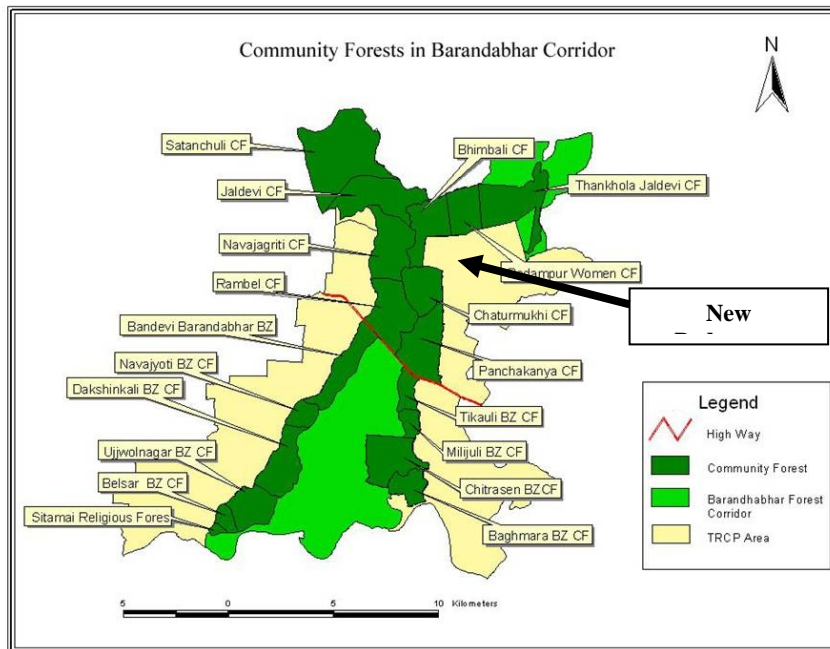 Community Forests in Barandabhar Corridor
N
Satanchuli CF
Bhimbali CF
Jaldevi CF
Thankhola Jaldevi CF
Navajagriti CF
Women CF
Rambel CF
New
Chaturmukhi CF
Bandevi Barandabhar BZ
Panchakanya CF
Navajyoti BZ CF
Dakshinkali BZ CF
Tikauli BZ CF
Milijuli BZ CF
Ujjwolnagar BZ CF
Chitrasen BZCF
Belsar BZ CF
Sitamai Religious Fores
Baghmara BZ CF
Legend
High Way
Community Forest
Barandhabhar Forest
Corridor
TRCP Area
5 0 5 10 Kilometers